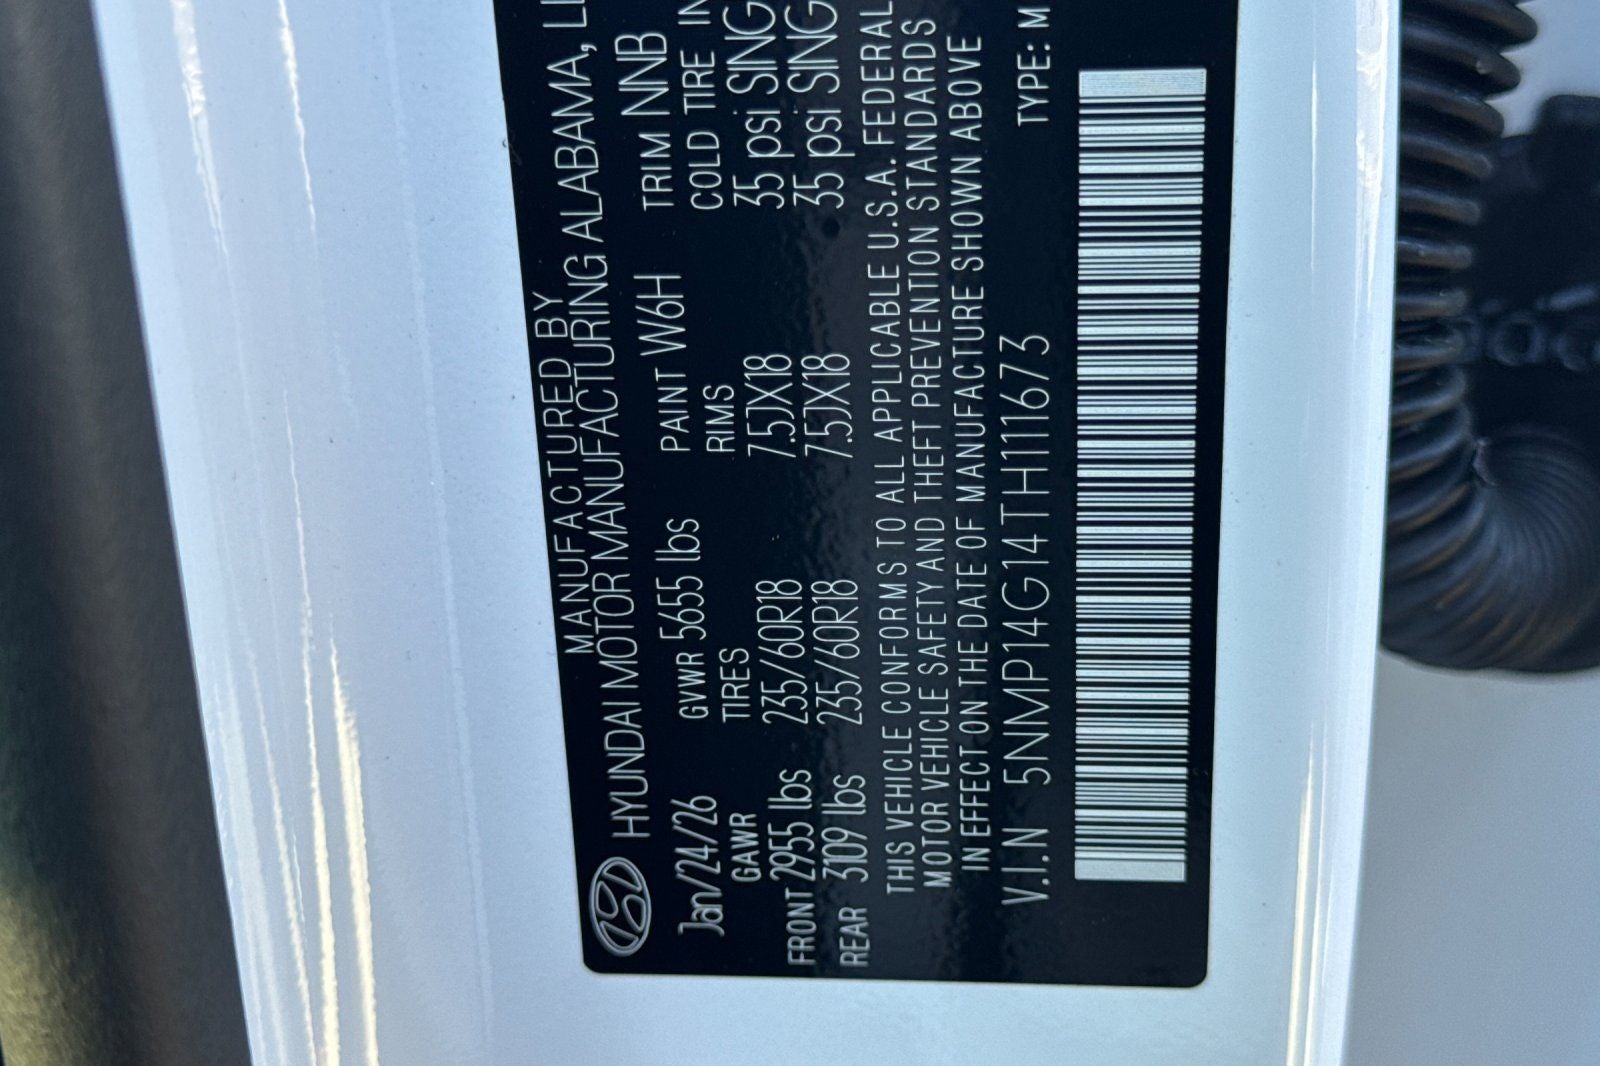 MANUFACTURED BY
HYUNDAI MOTOR MANUFACTURING ALABAMA,
Jan/24/26 GVWR 5655 lbs PAINT W6H TRIM NNB
GAWR TIRES RIMS COLD TIRE
FRONT 2955 lbs 235/60R18 7.5JX18 35 psi SING
REAR 3109 lbs 235/60R18 7.5JX18 35 psi SING
THIS VEHICLE CONFORMS TO ALL APPLICABLE U.S.A. FEDERAL
MOTOR VEHICLE SAFETY AND THEFT PREVENTION STANDARDS
IN EFFECT ON THE DATE OF MANUFACTURE SHOWN ABOVE
V.I.N 5NMP14G14TH111673 TYPE: M